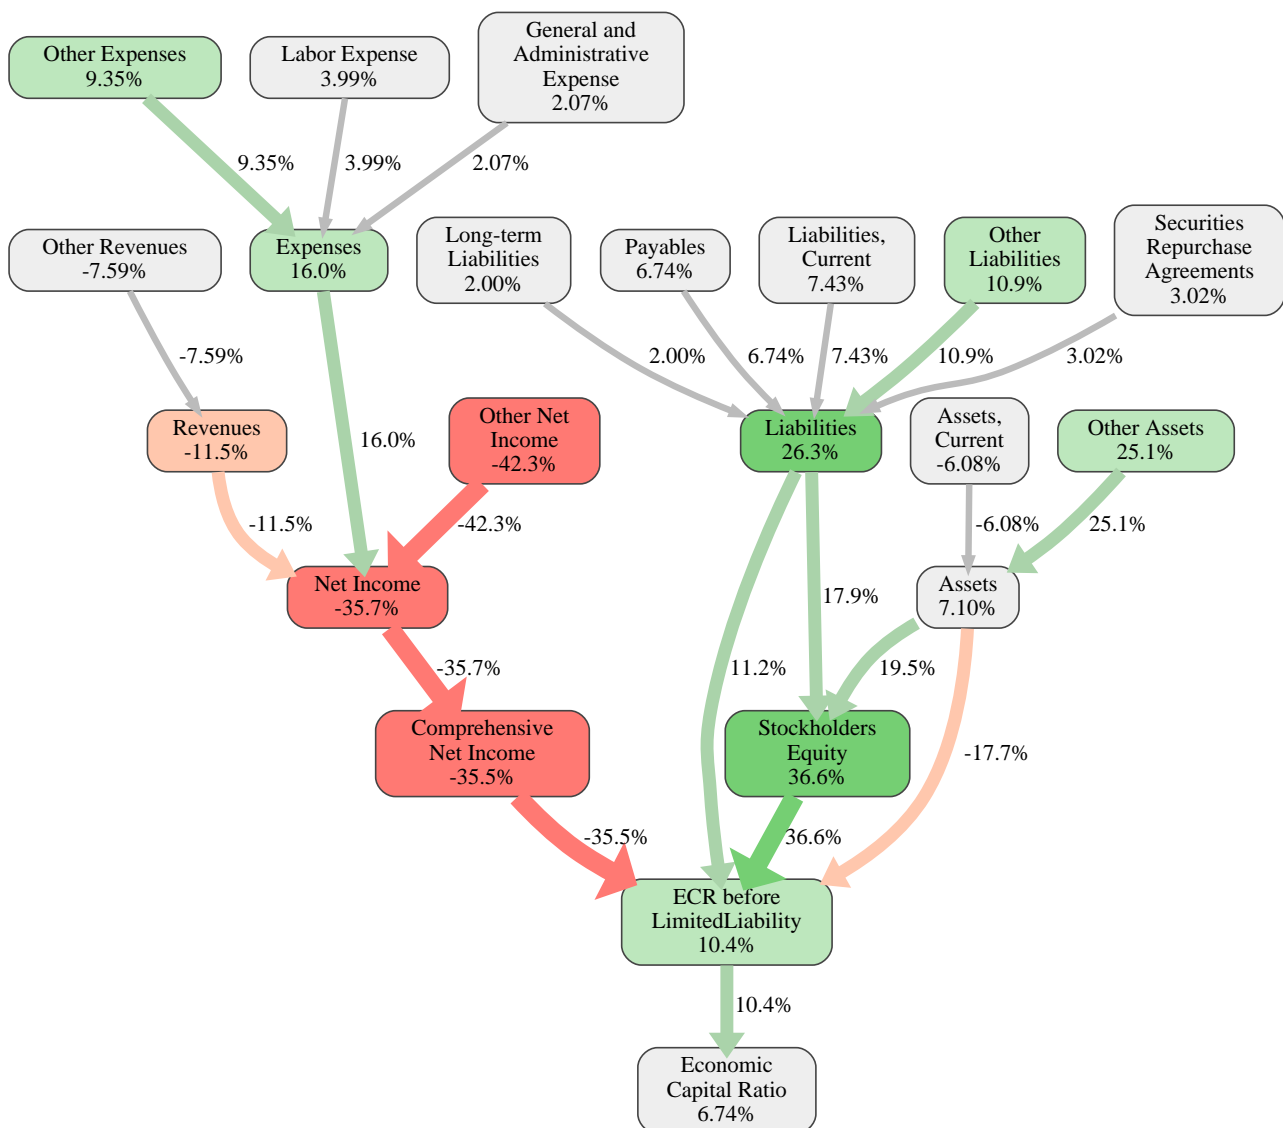 Other Expenses
9.35%
Labor Expense
3.99%
General and
Administrative
Expense
2.07%
9.35%
3.99%
2.07%
Other Revenues
-7.59%
Expenses
16.0%
Long-term
Liabilities
2.00%
Payables
6.74%
Liabilities,
Current
7.43%
Other
Liabilities
10.9%
Securities
Repurchase
Agreements
3.02%
-7.59%
2.00%
6.74%
7.43%
10.9%
3.02%
Revenues
-11.5%
16.0%
Other Net
Income
-42.3%
Liabilities
26.3%
Assets,
Current
-6.08%
Other Assets
25.1%
-11.5%
-42.3%
-6.08%
25.1%
Net Income
-35.7%
17.9%
Assets
7.10%
-35.7%
11.2%
19.5%
Comprehensive
Net Income
-35.5%
Stockholders
Equity
36.6%
-17.7%
-35.5%
36.6%
ECR before
LimitedLiability
10.4%
10.4%
Economic
Capital Ratio
6.74%